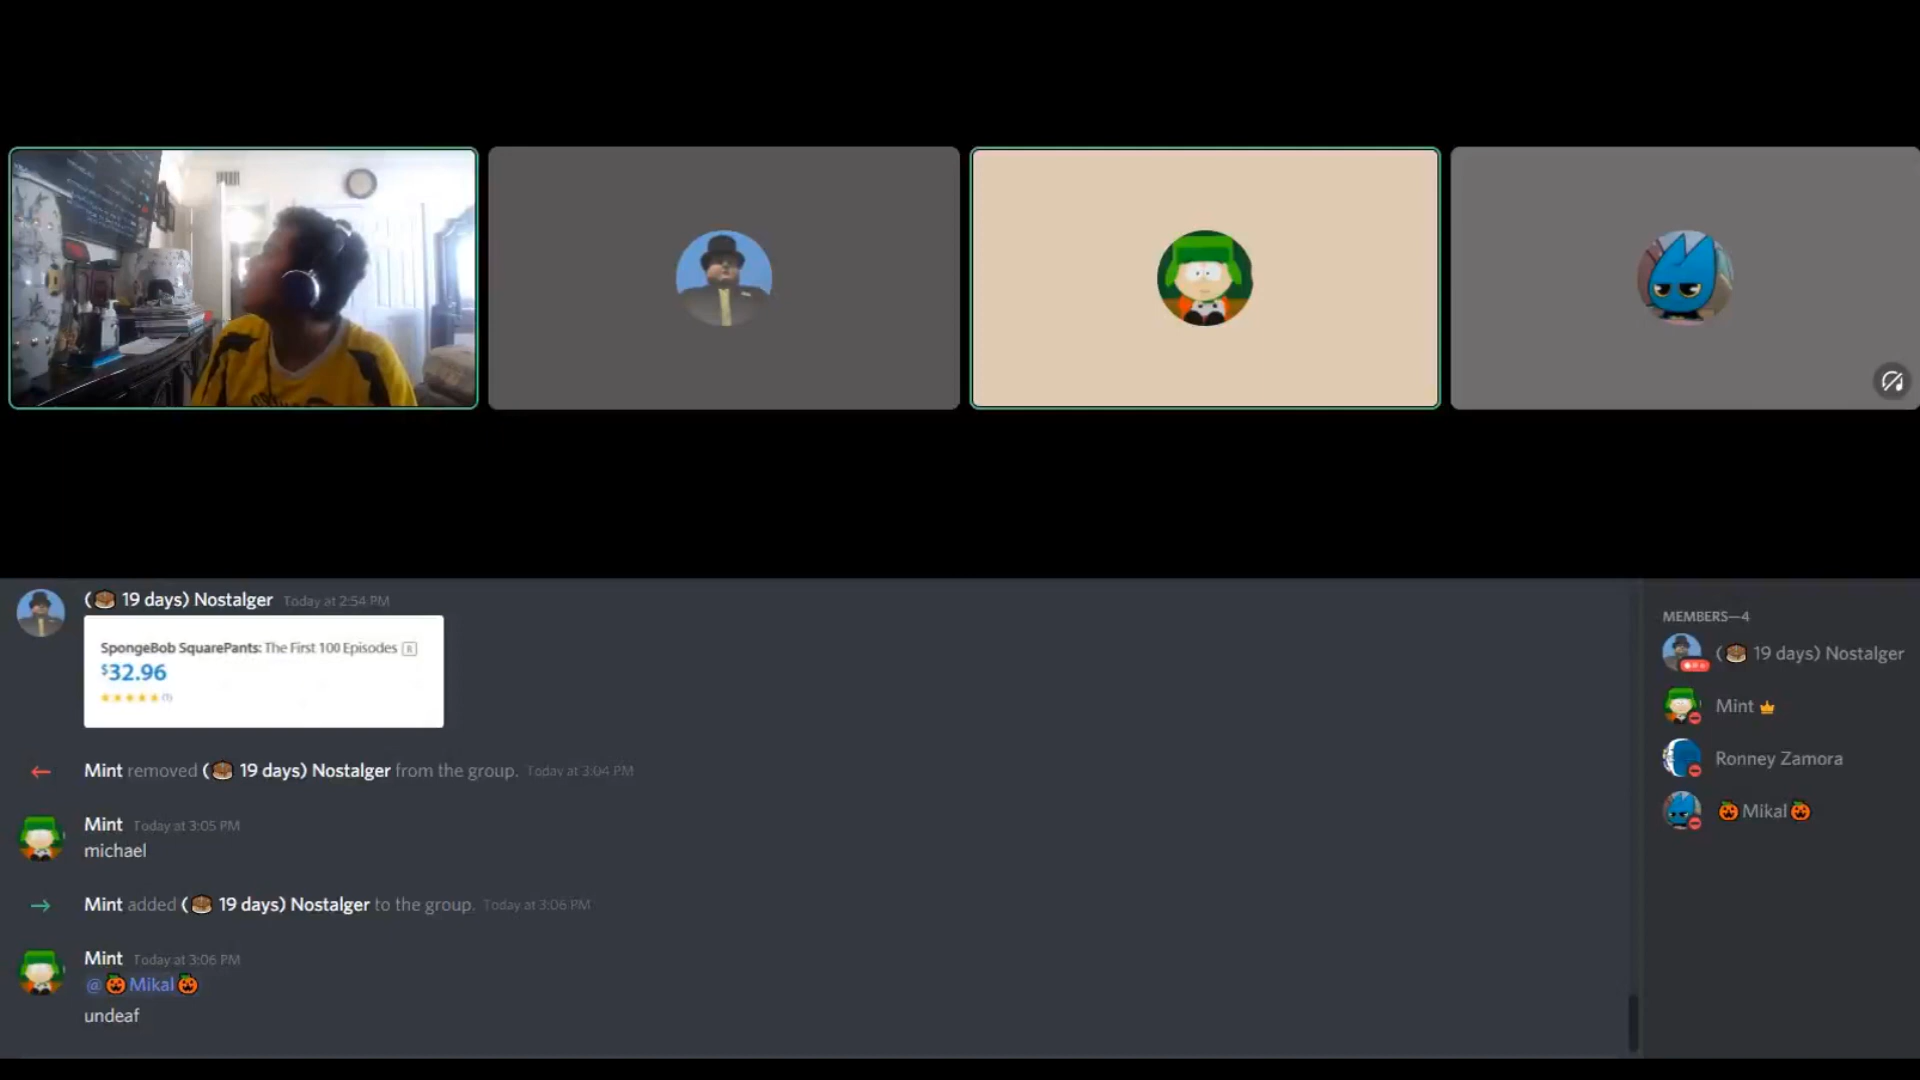 (🥞 19 days) Nostalger Today at 2:54 PM
SpongeBob SquarePants: The First 100 Episodes R
$32.96
(1)
Mint removed (🥞 19 days) Nostalger from the group. Today at 3:04 PM
Mint Today at 3:05 PM
michael
Mint added (🥞 19 days) Nostalger to the group. Today at 3:06 PM
Mint Today at 3:06 PM
@🎃Mikal🎃
undeaf
MEMBERS—4
(🥞 19 days) Nostalger
Mint
Ronney Zamora
🎃Mikal🎃